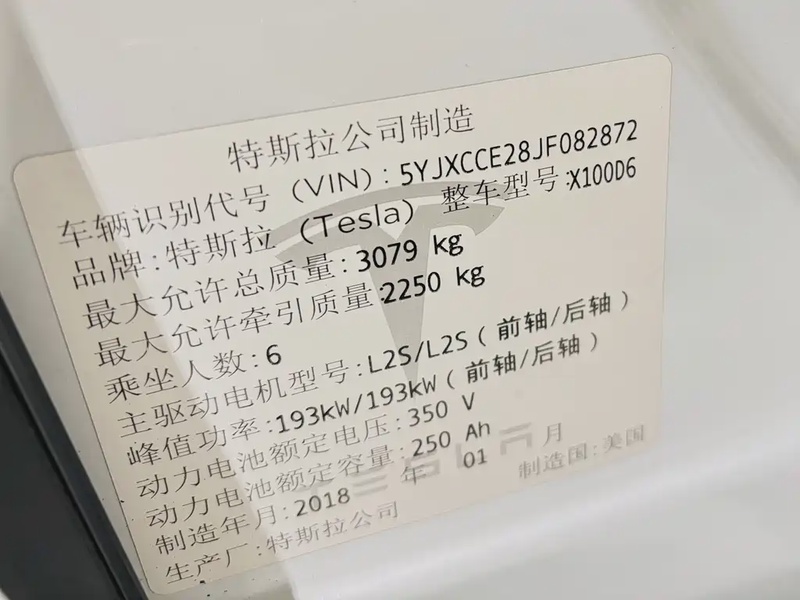 特斯拉公司制造
车辆识别代号（VIN）: 5YJXCCE28JF082872
品牌: 特斯拉（Tesla） 整车型号:X100D6
最大允许总质量: 3079 kg
最大允许牵引质量:2250 kg
乘坐人数: 6
主驱动电机型号: L2S/L2S（前轴/后轴）
峰值功率:193kW/193kW（前轴/后轴）
动力电池额定电压: 350 V
动力电池额定容量: 250 Ah
制造年月: 2018 年 01 月
生产厂: 特斯拉公司 制造国: 美国
TESLA